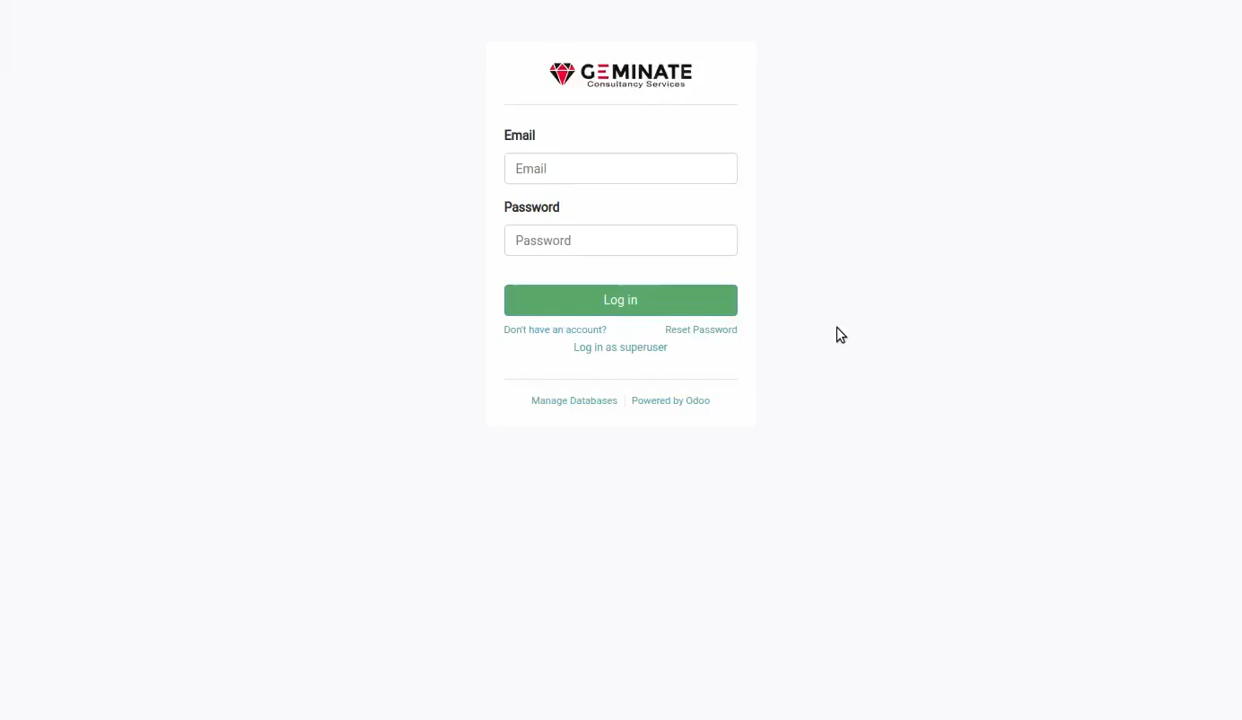 GEMINATE
Consultancy Services
Email
Email
Password
Password
Log in
Don't have an account? Reset Password
Log in as superuser
Manage Databases Powered by Odoo